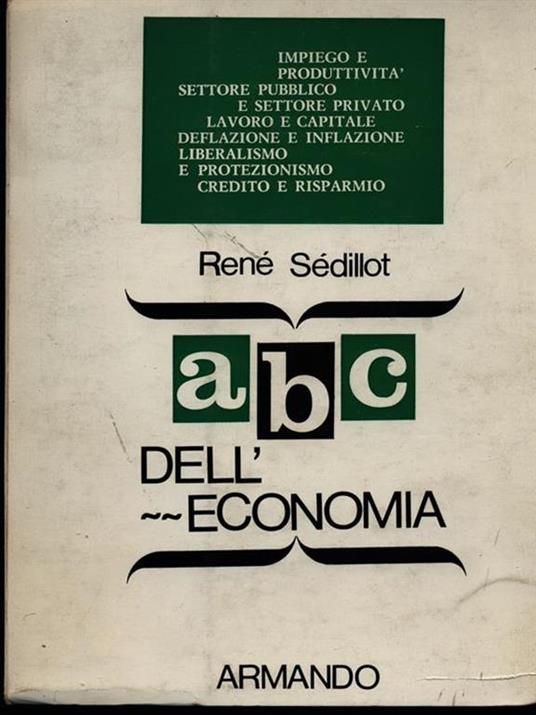 IMPIEGO E
PRODUTTIVITA'
SETTORE PUBBLICO
E SETTORE PRIVATO
LAVORO E CAPITALE
DEFLAZIONE E INFLAZIONE
LIBERALISMO
E PROTEZIONISMO
CREDITO E RISPARMIO
René Sédillot
abc
DELL'
~~ECONOMIA
ARMANDO